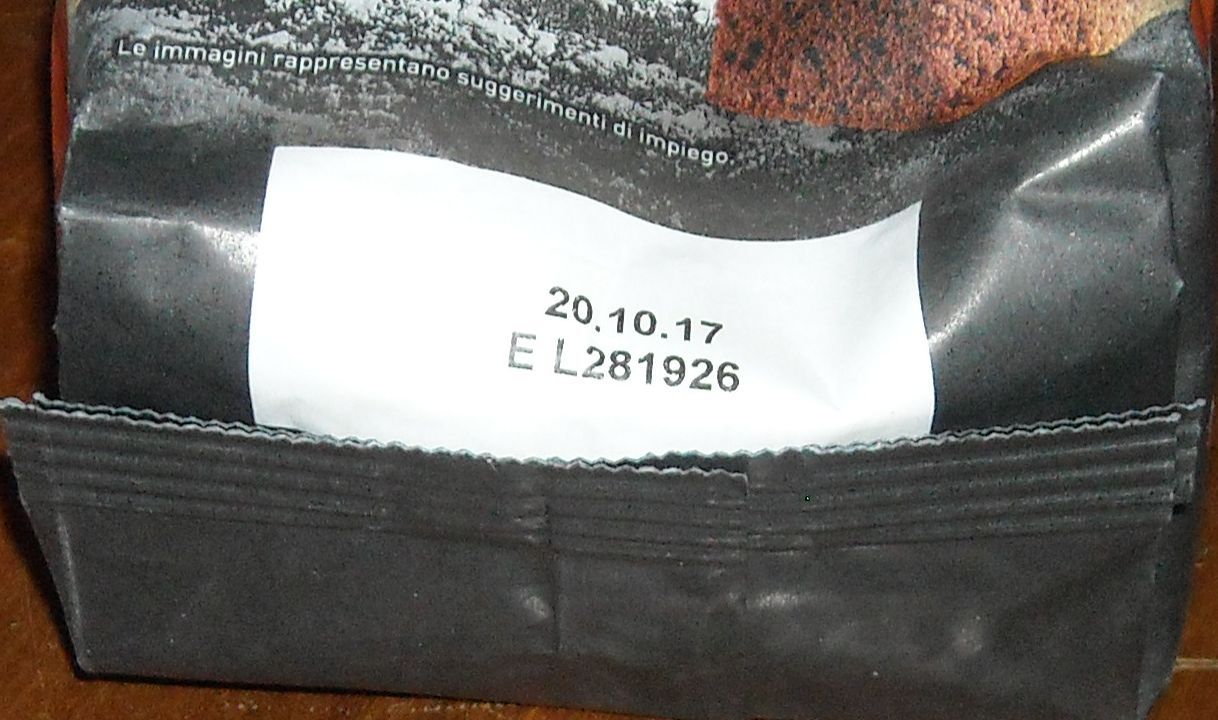 Le immagini rappresentano suggerimenti di impiego.
20.10.17
E L281926